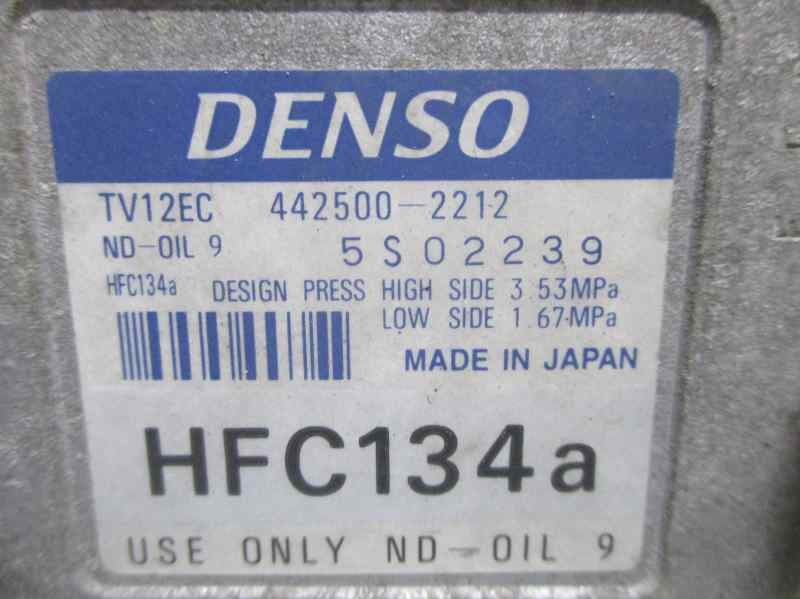 DENSO
TV12EC 442500-2212
ND-OIL 9 5S02239
HFC134a DESIGN PRESS HIGH SIDE 3.53MPa
LOW SIDE 1.67MPa
MADE IN JAPAN
HFC134a
USE ONLY ND-OIL 9